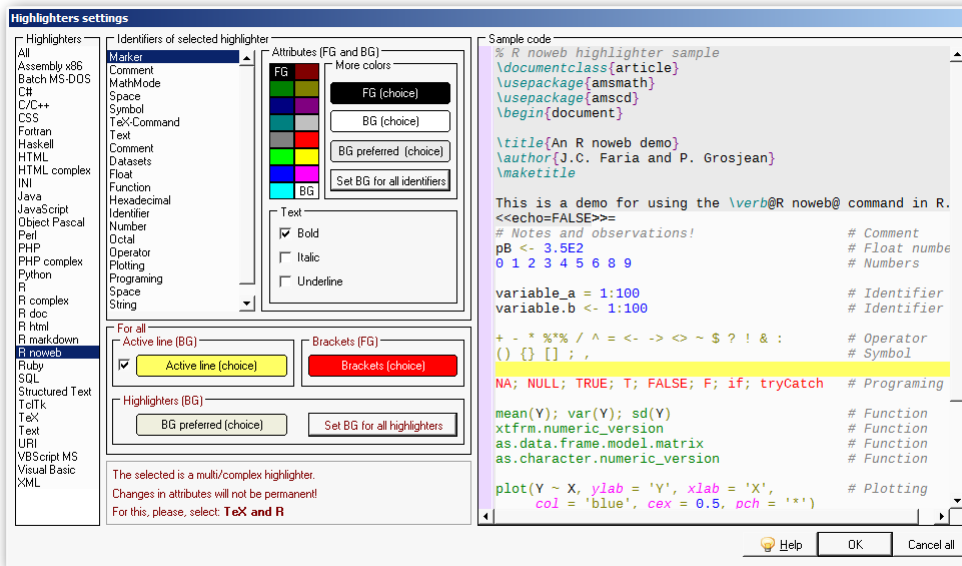 Highlighters settings
Highlighters
All
Assembly x86
Batch MS-DOS
C#
C/C++
CSS
Fortran
Haskell
HTML
HTML complex
INI
Java
JavaScript
Object Pascal
Perl
PHP
PHP complex
Python
R
R complex
R doc
R html
R markdown
R noweb
Ruby
SQL
Structured Text
TclTk
TeX
Text
URI
VBScript MS
Visual Basic
XML
Identifiers of selected highlighter
Marker
Comment
MathMode
Space
Symbol
TeX-Command
Text
Comment
Datasets
Float
Function
Hexadecimal
Identifier
Number
Octal
Operator
Plotting
Programing
Space
String
Attributes (FG and BG)
FG
BG
More colors
FG (choice)
BG (choice)
BG preferred (choice)
Set BG for all identifiers
Text
Bold
Italic
Underline
For all
Active line (BG)
Active line (choice)
Brackets (FG)
Brackets (choice)
Highlighters (BG)
BG preferred (choice)
Set BG for all highlighters
The selected is a multi/complex highlighter.
Changes in attributes will not be permanent!
For this, please, select: TeX and R
Sample code
% R noweb highlighter sample
\documentclass{article}
\usepackage{amsmath}
\usepackage{amscd}
\begin{document}
\title{An R noweb demo}
\author{J.C. Faria and P. Grosjean}
\maketitle
This is a demo for using the \verb@R noweb@ command in R.
<<echo=FALSE>>=
# Notes and observations! # Comment
pB <- 3.5E2 # Float numbe
0 1 2 3 4 5 6 8 9 # Numbers
variable_a = 1:100 # Identifier
variable.b <- 1:100 # Identifier
+ - * %*% / ^ = <- -> <> ~ $ ? ! & : # Operator
() {} [] ; , # Symbol
NA; NULL; TRUE; T; FALSE; F; if; tryCatch # Programing
mean(Y); var(Y); sd(Y) # Function
xtfrm.numeric_version # Function
as.data.frame.model.matrix # Function
as.character.numeric_version # Function
plot(Y ~ X, ylab = 'Y', xlab = 'X', # Plotting
col = 'blue', cex = 0.5, pch = '*')
Help
OK
Cancel all